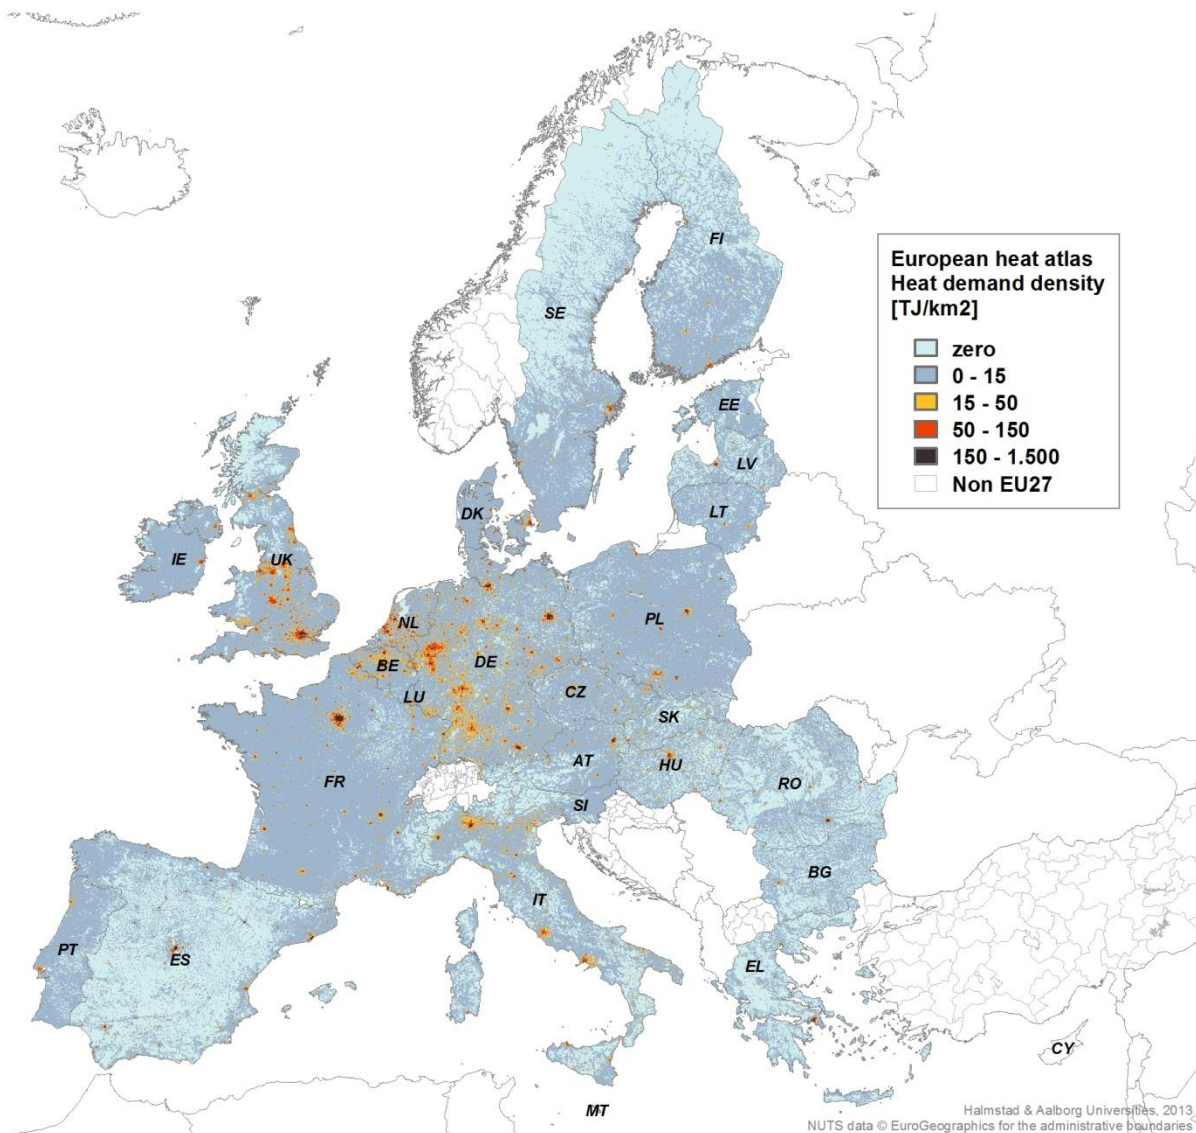 FI
SE
European heat atlas
Heat demand density
[TJ/km2]
zero
0 - 15
15 - 50
50 - 150
150 - 1.500
Non EU27
EE
LV
LT
DK
IE
UK
NL
PL
BE
DE
LU
CZ
SK
AT
HU
FR
SI
RO
BG
IT
PT
ES
EL
CY
MT
Halmstad & Aalborg Universities, 2013
NUTS data © EuroGeographics for the administrative boundaries